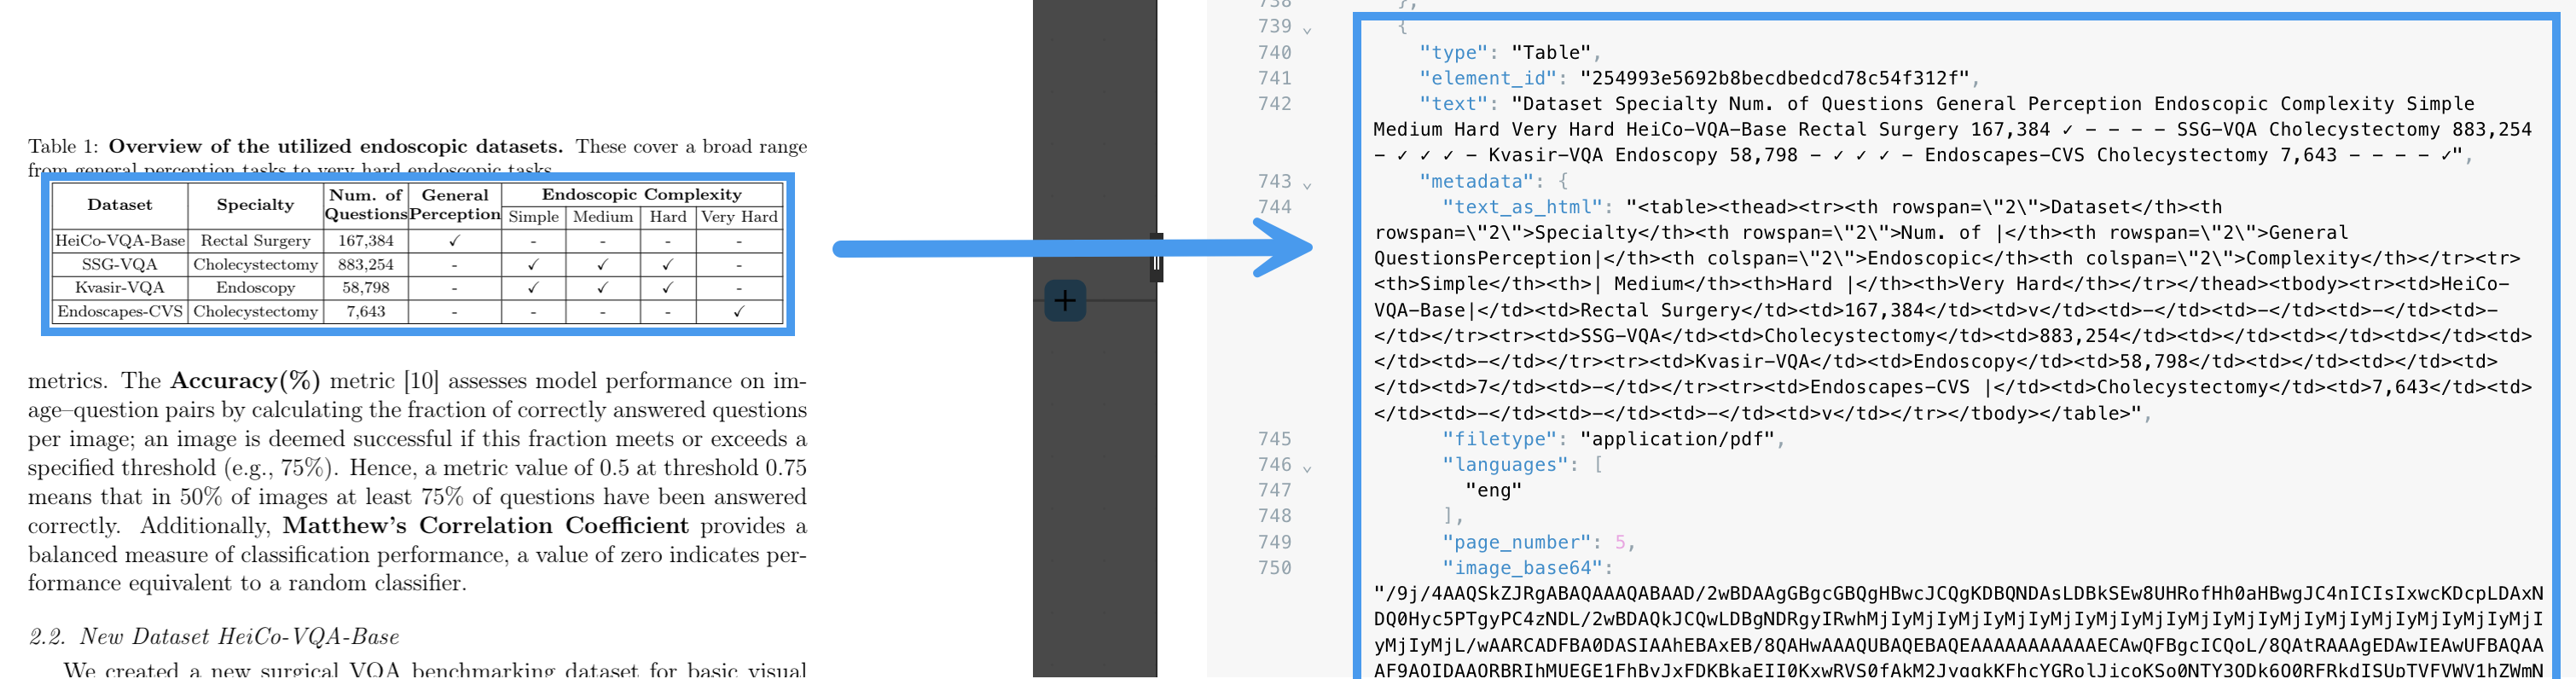 Table 1: Overview of the utilized endoscopic datasets. These cover a broad range
from general perception tasks to very hard endoscopic tasks
Dataset Specialty Num. of Questions General Perception Endoscopic Complexity
Simple Medium Hard Very Hard
HeiCo-VQA-Base Rectal Surgery 167,384 ✓ - - - -
SSG-VQA Cholecystectomy 883,254 - ✓ ✓ ✓ -
Kvasir-VQA Endoscopy 58,798 - ✓ ✓ ✓ -
Endoscapes-CVS Cholecystectomy 7,643 - - - - ✓
metrics. The Accuracy(%) metric [10] assesses model performance on im-
age–question pairs by calculating the fraction of correctly answered questions
per image; an image is deemed successful if this fraction meets or exceeds a
specified threshold (e.g., 75%). Hence, a metric value of 0.5 at threshold 0.75
means that in 50% of images at least 75% of questions have been answered
correctly. Additionally, Matthew's Correlation Coefficient provides a
balanced measure of classification performance, a value of zero indicates per-
formance equivalent to a random classifier.
2.2. New Dataset HeiCo-VQA-Base
We created a new surgical VQA benchmarking dataset for basic visual
738 },
739 {
740 "type": "Table",
741 "element_id": "254993e5692b8becdbedcd78c54f312f",
742 "text": "Dataset Specialty Num. of Questions General Perception Endoscopic Complexity Simple
Medium Hard Very Hard HeiCo-VQA-Base Rectal Surgery 167,384 ✓ - - - - SSG-VQA Cholecystectomy 883,254
- ✓ ✓ ✓ - Kvasir-VQA Endoscopy 58,798 - ✓ ✓ ✓ - Endoscapes-CVS Cholecystectomy 7,643 - - - - ✓",
743 "metadata": {
744 "text_as_html": "<table><thead><tr><th rowspan=\"2\">Dataset</th><th
rowspan=\"2\">Specialty</th><th rowspan=\"2\">Num. of |</th><th rowspan=\"2\">General
QuestionsPerception|</th><th colspan=\"2\">Endoscopic</th><th colspan=\"2\">Complexity</th></tr><tr>
<th>Simple</th><th>| Medium</th><th>Hard |</th><th>Very Hard</th></tr></thead><tbody><tr><td>HeiCo-
VQA-Base|</td><td>Rectal Surgery</td><td>167,384</td><td>v</td><td>-</td><td>-</td><td>-</td><td>-
</td></tr><tr><td>SSG-VQA</td><td>Cholecystectomy</td><td>883,254</td><td></td><td></td><td></td><td>
</td><td>-</td></tr><tr><td>Kvasir-VQA</td><td>Endoscopy</td><td>58,798</td><td></td><td></td><td>
</td><td>7</td><td>-</td></tr><tr><td>Endoscapes-CVS |</td><td>Cholecystectomy</td><td>7,643</td><td>
</td><td>-</td><td>-</td><td>-</td><td>v</td></tr></tbody></table>",
745 "filetype": "application/pdf",
746 "languages": [
747 "eng"
748 ],
749 "page_number": 5,
750 "image_base64":
"/9j/4AAQSkZJRgABAQAAAQABAAD/2wBDAAgGBgcGBQgHBwcJCQgKDBQNDAsLDBkSEw8UHRofHh0aHBwgJC4nICIsIxwcKDcpLDAxN
DQ0Hyc5PTgyPC4zNDL/2wBDAQkJCQwLDBgNDRgyIRwhMjIyMjIyMjIyMjIyMjIyMjIyMjIyMjIyMjIyMjIyMjIyMjIyMjIyMjIyMjI